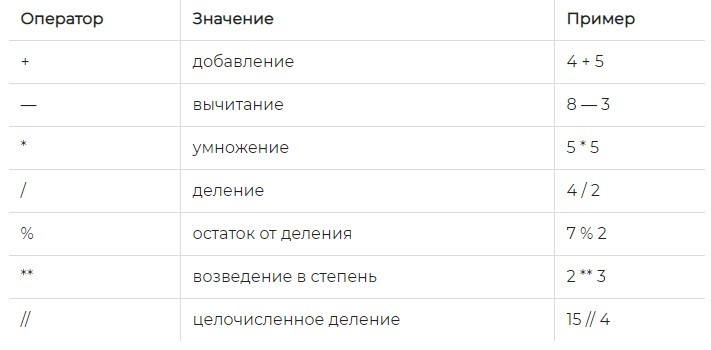 Оператор Значение Пример
+ добавление 4 + 5
— вычитание 8 — 3
* умножение 5 * 5
/ деление 4 / 2
% остаток от деления 7 % 2
** возведение в степень 2 ** 3
// целочисленное деление 15 // 4